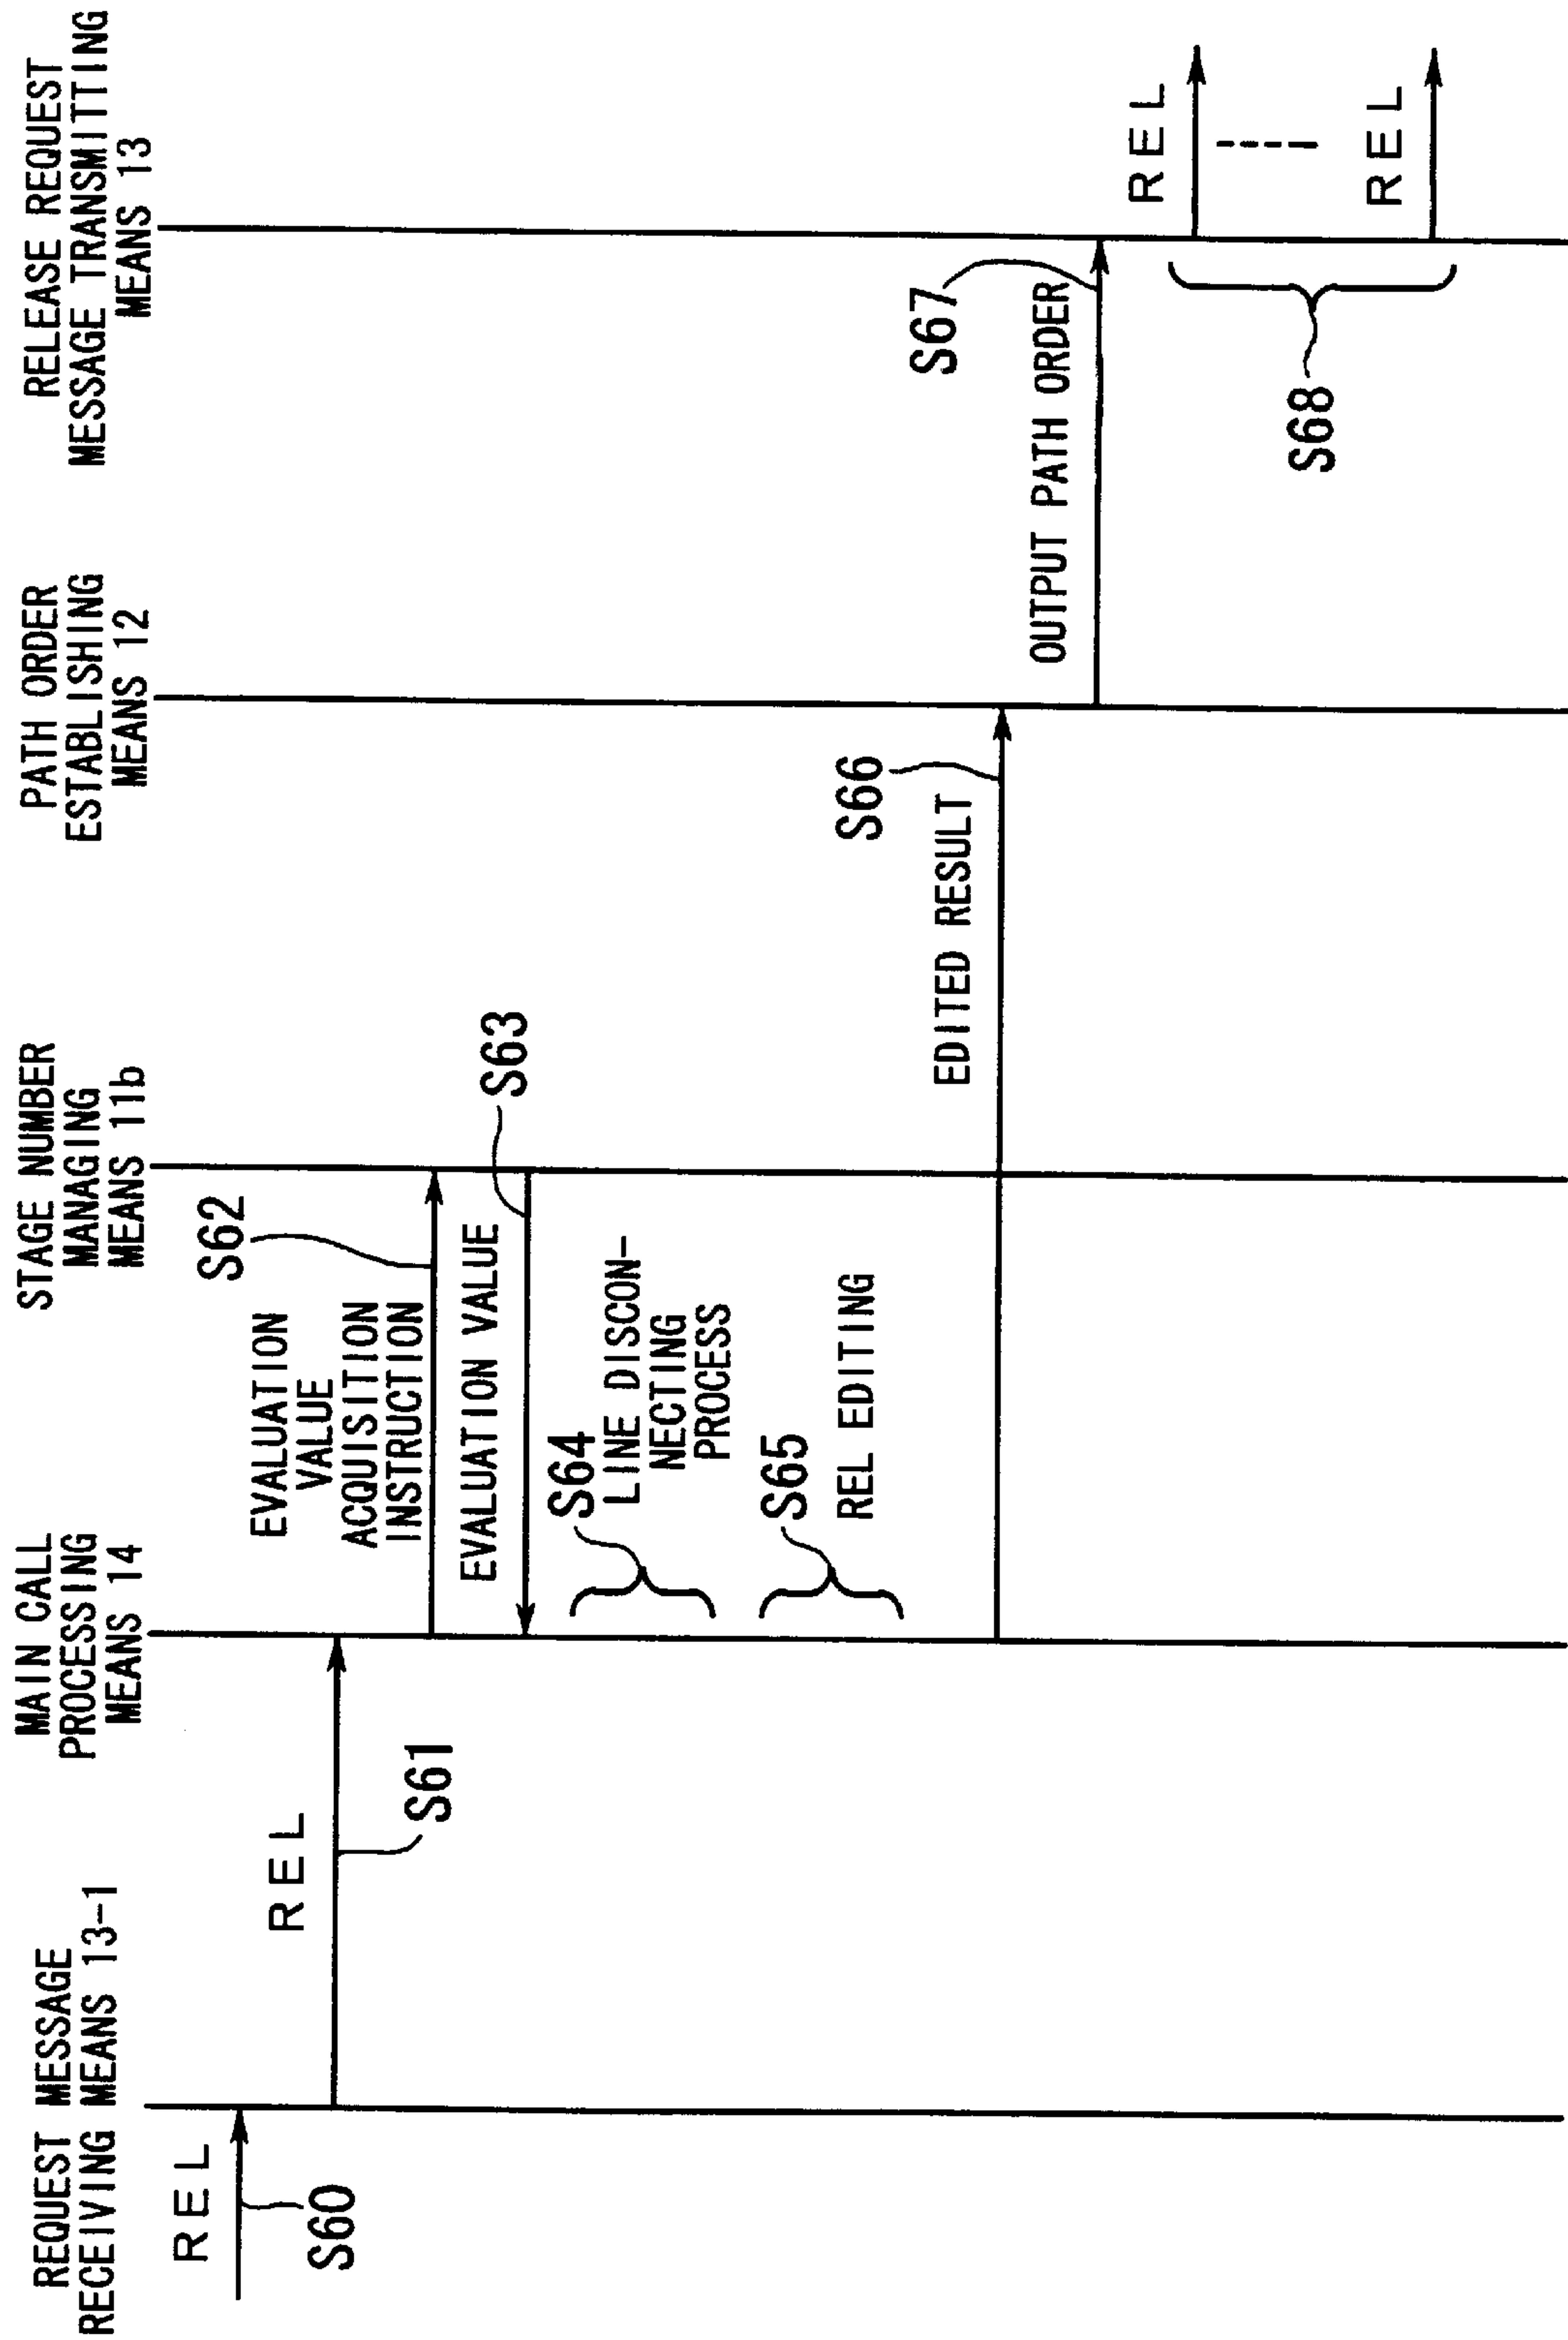 REQUEST MESSAGE
RECEIVING MEANS 13-1
MAIN CALL
PROCESSING
MEANS 14
STAGE NUMBER
MANAGING
MEANS 11b
PATH ORDER
ESTABLISHING
MEANS 12
RELEASE REQUEST
MESSAGE TRANSMITTING
MEANS 13
REL
S60
REL
S61
S62
EVALUATION
VALUE
ACQUISITION
INSTRUCTION
EVALUATION VALUE
S63
S64
LINE DISCON-
NECTING
PROCESS
S65
REL EDITING
S66
EDITED RESULT
S67
OUTPUT PATH ORDER
REL
REL
S68